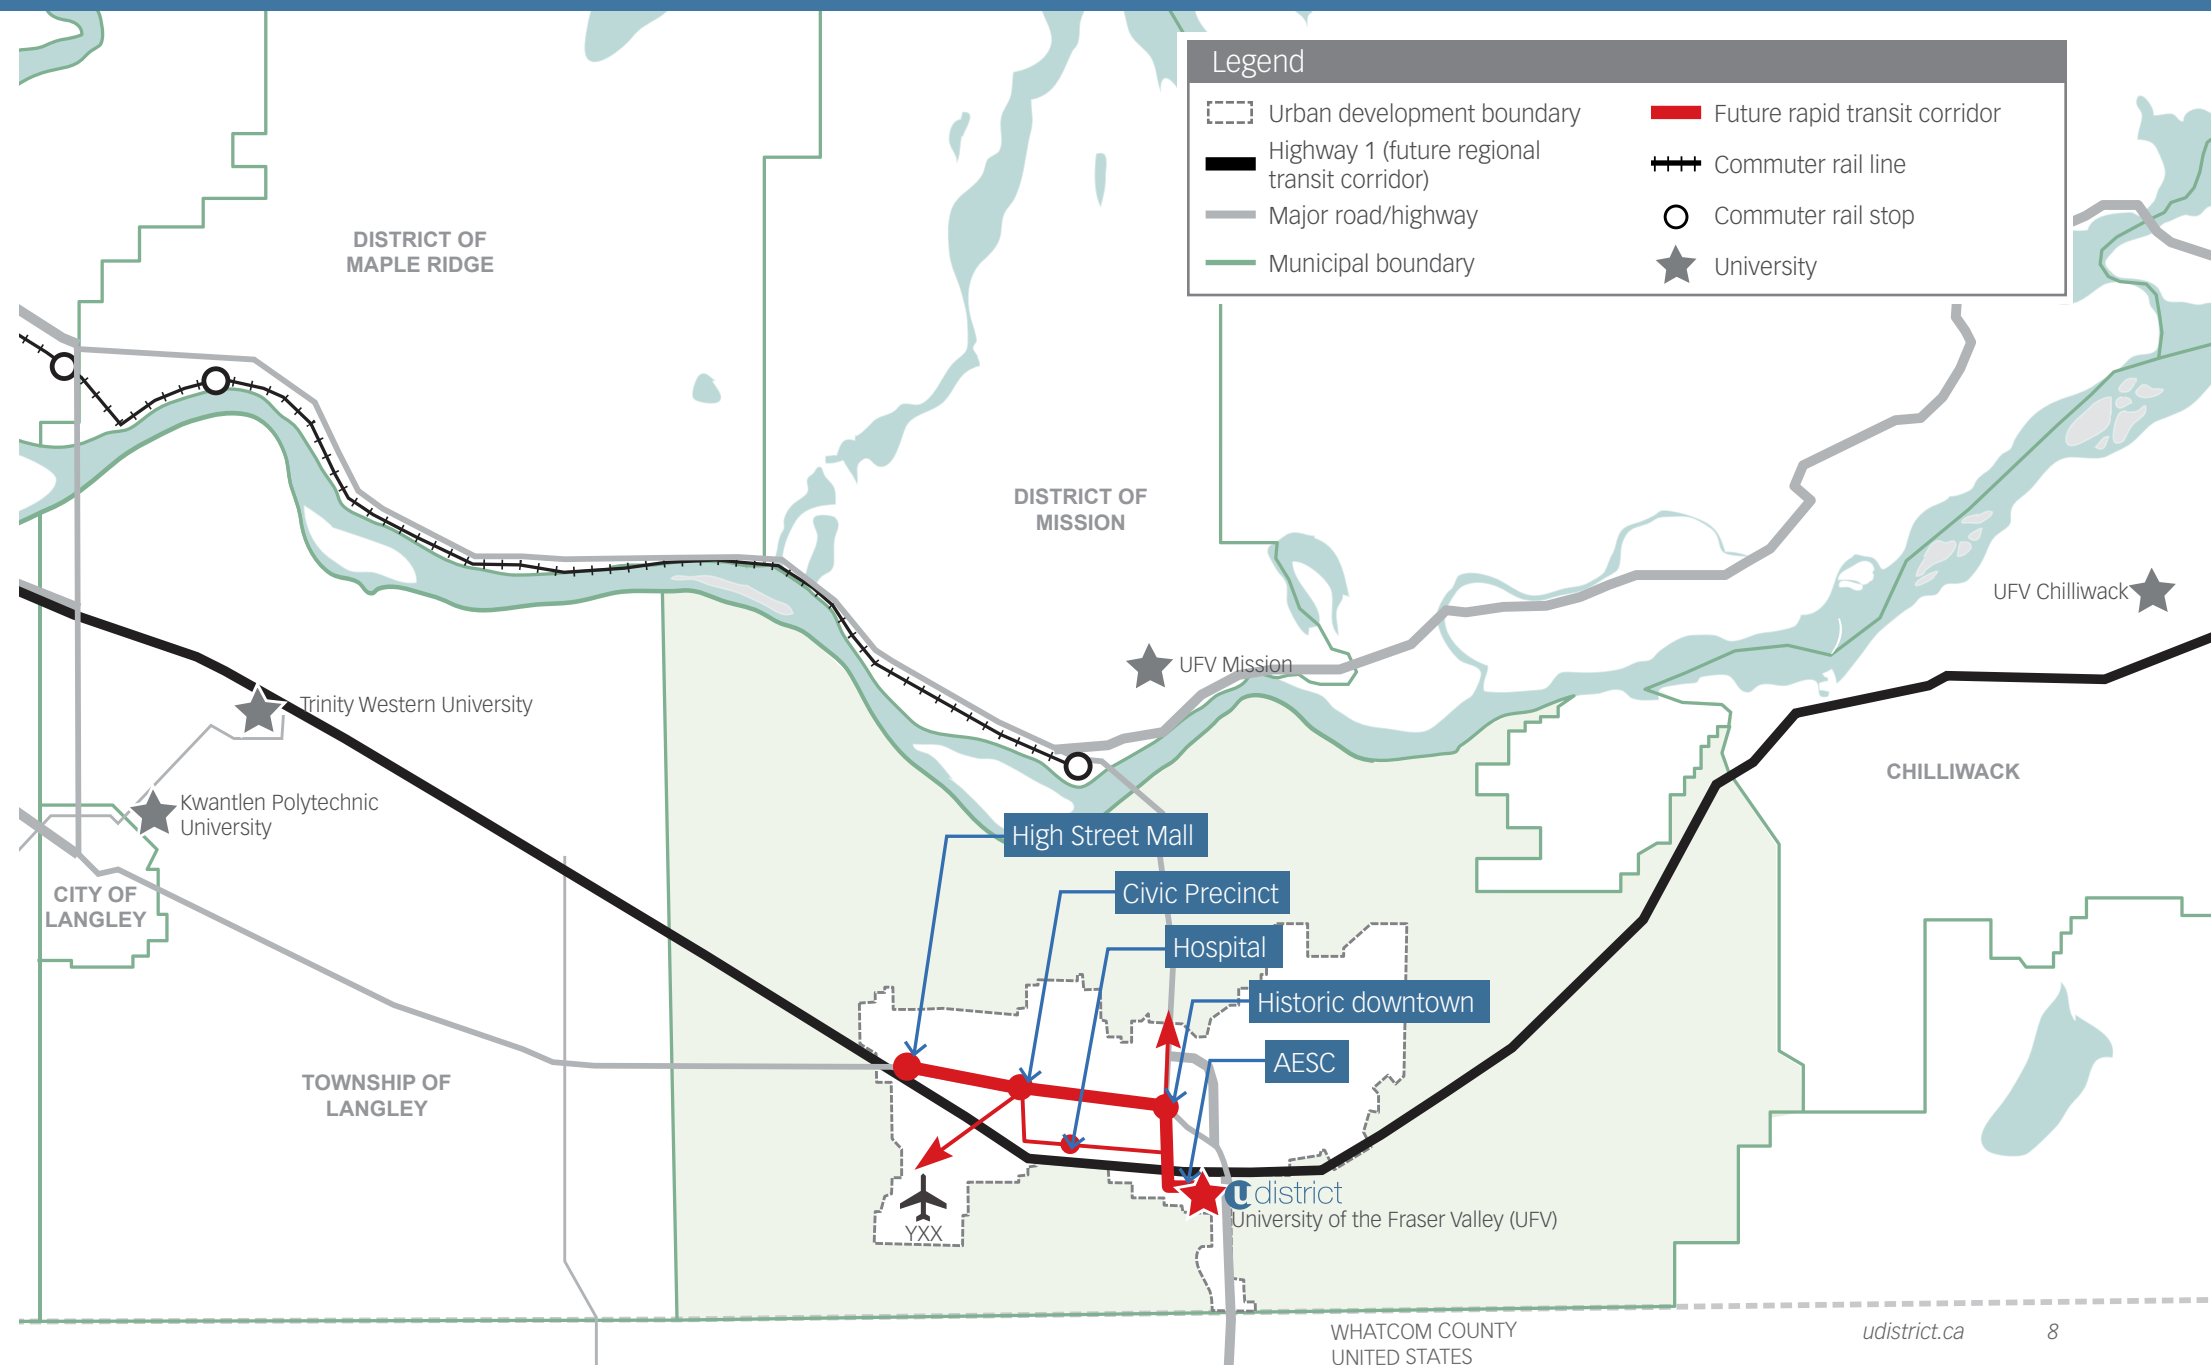 Legend
Urban development boundary
Highway 1 (future regional
transit corridor)
Major road/highway
Municipal boundary
Future rapid transit corridor
Commuter rail line
Commuter rail stop
University
DISTRICT OF
MAPLE RIDGE
DISTRICT OF
MISSION
UFV Chilliwack
UFV Mission
Trinity Western University
Kwantlen Polytechnic
University
CHILLIWACK
High Street Mall
Civic Precinct
CITY OF
LANGLEY
Hospital
Historic downtown
AESC
TOWNSHIP OF
LANGLEY
u district
University of the Fraser Valley (UFV)
YXX
WHATCOM COUNTY
UNITED STATES
udistrict.ca 8